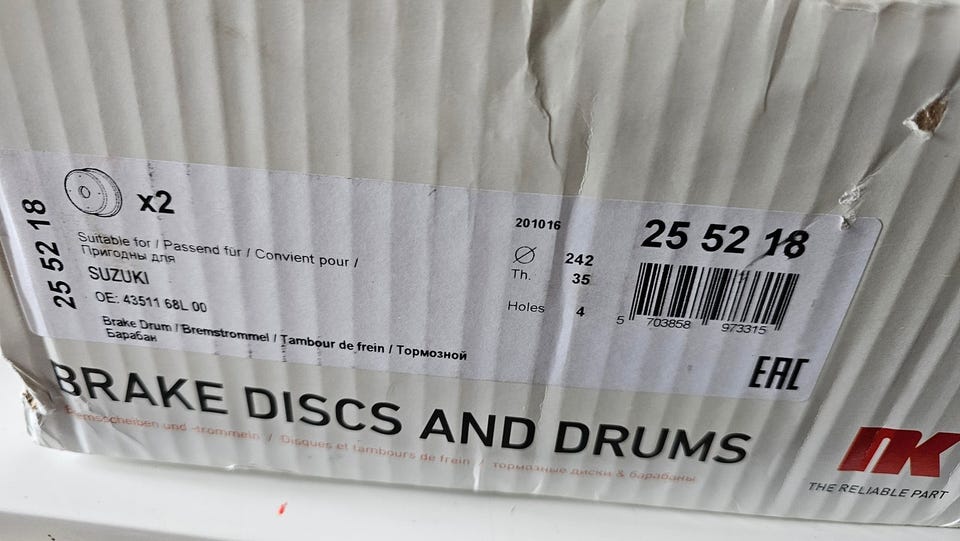 25 52 18
x2
Suitable for / Passend für / Convient pour /
Пригодны для
SUZUKI
OE: 43511 68L 00
Brake Drum / Bremstrommel / Tambour de frein / Тормозной
Барабан
201016
Ø 242
Th. 35
Holes 4
25 52 18
5 703858 973315
EAC
BRAKE DISCS AND DRUMS
Bremsscheiben und -trommeln / Disques et tambours de frein / тормозные диски & барабаны
NK
THE RELIABLE PART